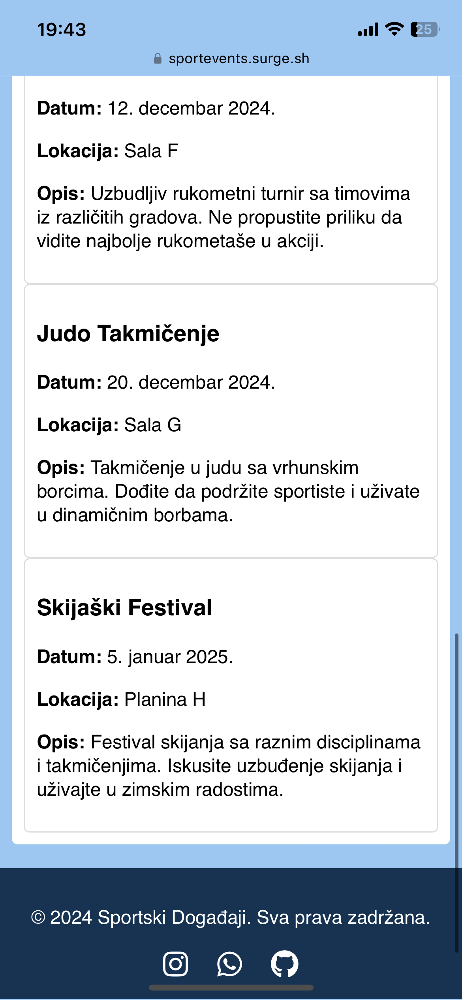 19:43
25
sportevents.surge.sh
Datum: 12. decembar 2024.
Lokacija: Sala F
Opis: Uzbudljiv rukometni turnir sa timovima
iz različitih gradova. Ne propustite priliku da
vidite najbolje rukometaše u akciji.
Judo Takmičenje
Datum: 20. decembar 2024.
Lokacija: Sala G
Opis: Takmičenje u judu sa vrhunskim
borcima. Dođite da podržite sportiste i uživate
u dinamičnim borbama.
Skijaški Festival
Datum: 5. januar 2025.
Lokacija: Planina H
Opis: Festival skijanja sa raznim disciplinama
i takmičenjima. Iskusite uzbuđenje skijanja i
uživajte u zimskim radostima.
© 2024 Sportski Događaji. Sva prava zadržana.